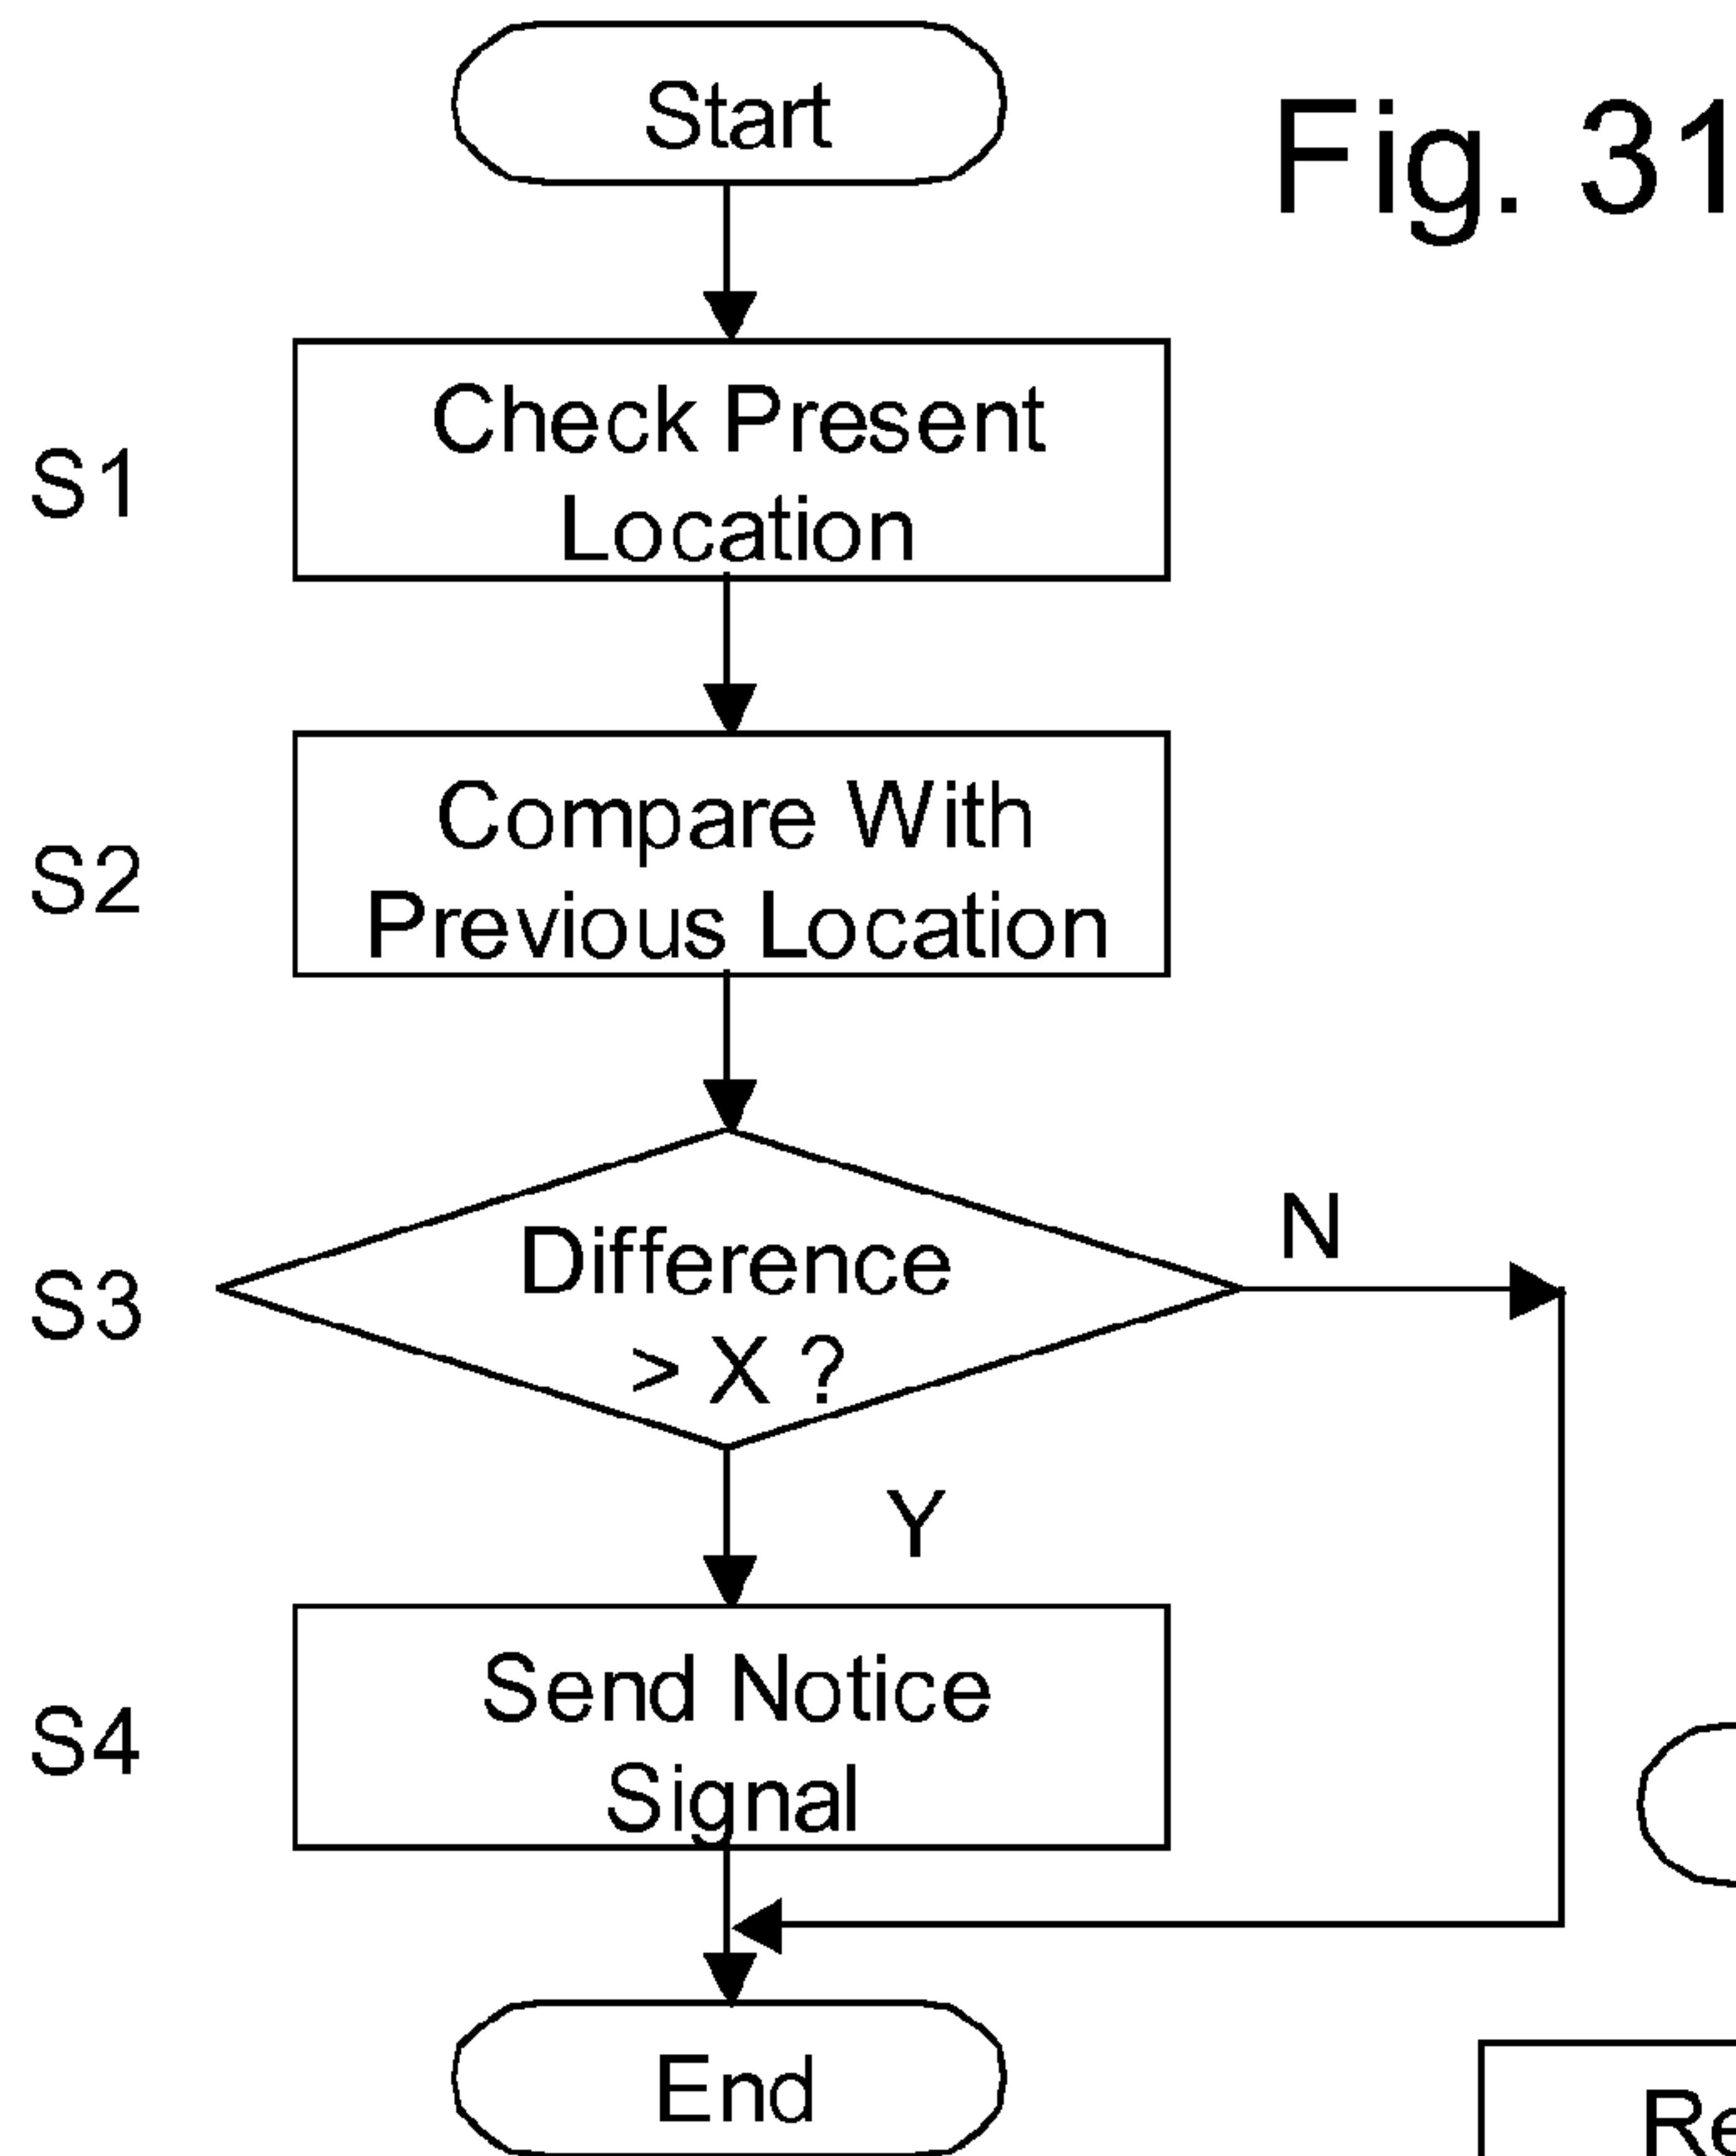 Start
Fig. 31
S1
Check Present
Location
S2
Compare With
Previous Location
S3
Difference
> X ?
N
Y
S4
Send Notice
Signal
End